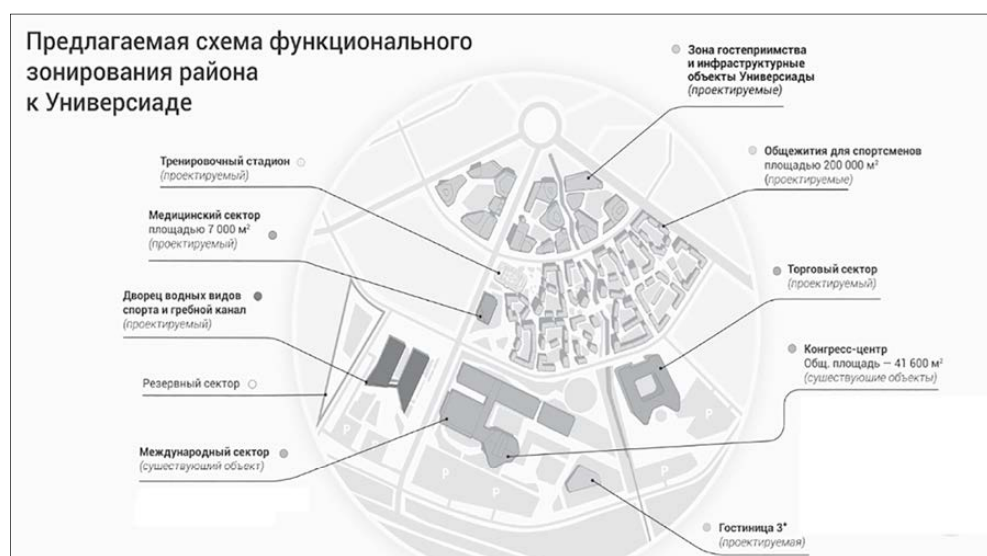 Предлагаемая схема функционального
зонирования района
к Универсиаде
Зона гостеприимства
и инфраструктурные
объекты Универсиады
(проектируемые)
Тренировочный стадион
(проектируемый)
Общежития для спортсменов
площадью 200 000 м²
(проектируемые)
Медицинский сектор
площадью 7 000 м²
(проектируемый)
Торговый сектор
(проектируемый)
Дворец водных видов
спорта и гребной канал
(проектируемый)
Конгресс-центр
Общ. площадь — 41 600 м²
(существующие объекты)
Резервный сектор
Международный сектор
(существующий объект)
Гостиница 3*
(проектируемая)
P
P
P
P
P
P